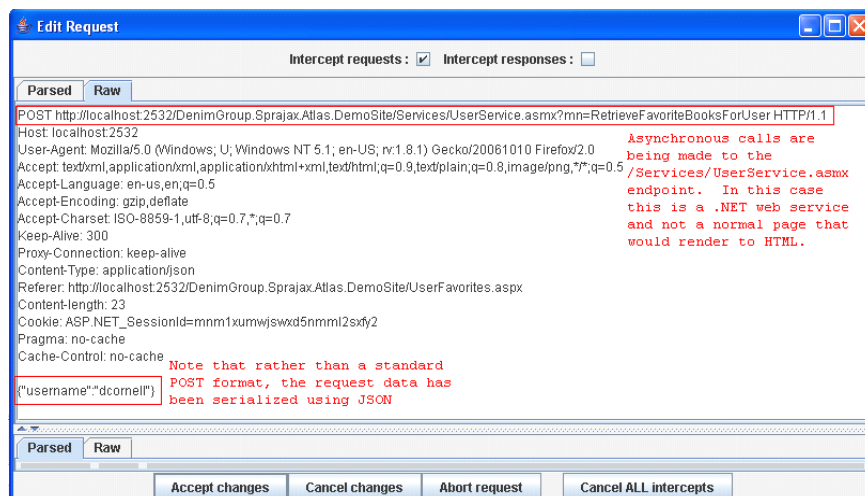 Edit Request
Intercept requests : Intercept responses :
Parsed Raw
POST http://localhost:2532/DenimGroup.Sprajax.Atlas.DemoSite/Services/UserService.asmx?mn=RetrieveFavoriteBooksForUser HTTP/1.1
Host: localhost:2532
User-Agent: Mozilla/5.0 (Windows; U; Windows NT 5.1; en-US; rv:1.8.1) Gecko/20061010 Firefox/2.0
Accept: text/xml,application/xml,application/xhtml+xml,text/html;q=0.9,text/plain;q=0.8,image/png,*/*;q=0.5
Accept-Language: en-us,en;q=0.5
Accept-Encoding: gzip,deflate
Accept-Charset: ISO-8859-1,utf-8;q=0.7,*;q=0.7
Keep-Alive: 300
Proxy-Connection: keep-alive
Content-Type: application/json
Referer: http://localhost:2532/DenimGroup.Sprajax.Atlas.DemoSite/UserFavorites.aspx
Content-length: 23
Cookie: ASP.NET_SessionId=mnm1xumwjswxd5nmml2sxfy2
Pragma: no-cache
Cache-Control: no-cache
{"username":"dcornell"}
Asynchronous calls are
being made to the
/Services/UserService.asmx
endpoint. In this case
this is a .NET web service
and not a normal page that
would render to HTML.
Note that rather than a standard
POST format, the request data has
been serialized using JSON
Parsed Raw
Accept changes Cancel changes Abort request Cancel ALL intercepts